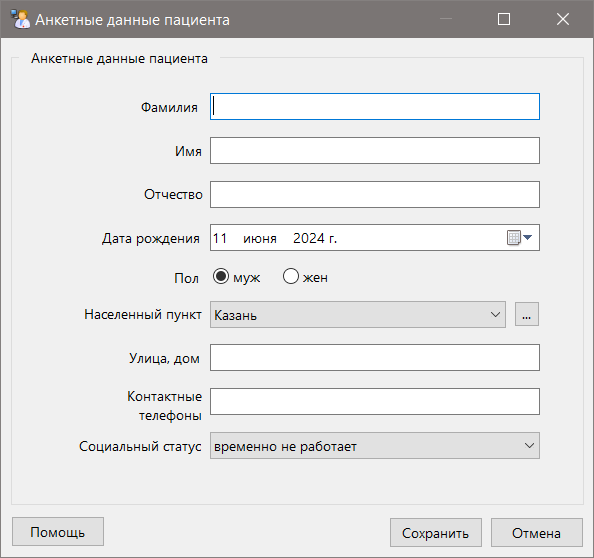 Анкетные данные пациента
Анкетные данные пациента
Фамилия
Имя
Отчество
Дата рождения 11 июня 2024 г.
Пол муж жен
Населенный пункт Казань ...
Улица, дом
Контактные
телефоны
Социальный статус временно не работает
Помощь Сохранить Отмена